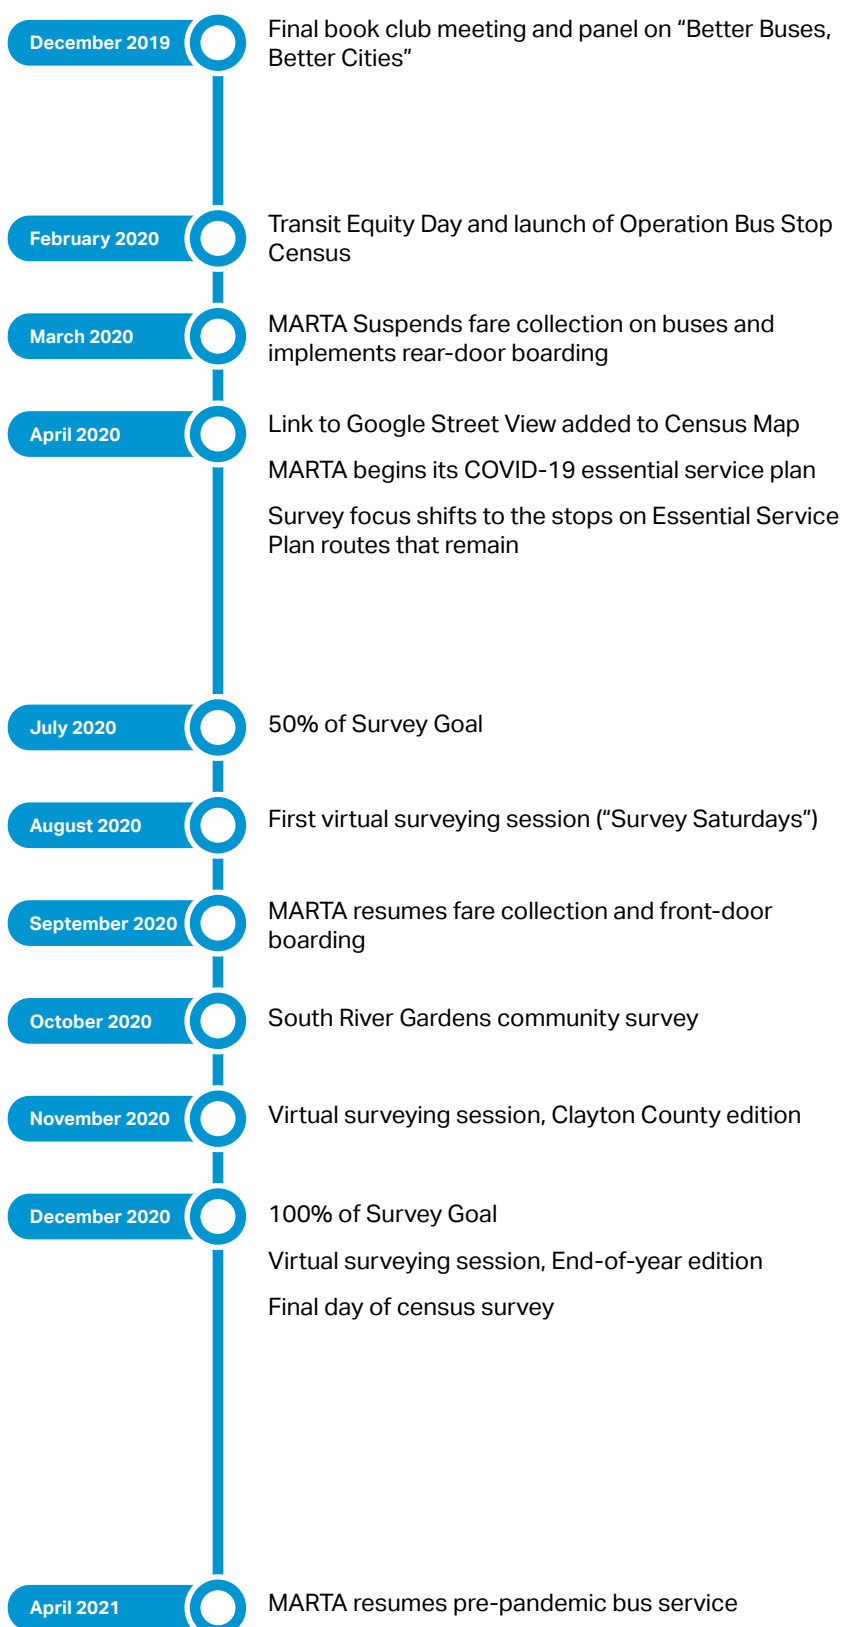 December 2019
Final book club meeting and panel on “Better Buses,
Better Cities”
February 2020
Transit Equity Day and launch of Operation Bus Stop
Census
March 2020
MARTA Suspends fare collection on buses and
implements rear-door boarding
April 2020
Link to Google Street View added to Census Map
MARTA begins its COVID-19 essential service plan
Survey focus shifts to the stops on Essential Service
Plan routes that remain
July 2020
50% of Survey Goal
August 2020
First virtual surveying session (“Survey Saturdays”)
September 2020
MARTA resumes fare collection and front-door
boarding
October 2020
South River Gardens community survey
November 2020
Virtual surveying session, Clayton County edition
December 2020
100% of Survey Goal
Virtual surveying session, End-of-year edition
Final day of census survey
April 2021
MARTA resumes pre-pandemic bus service